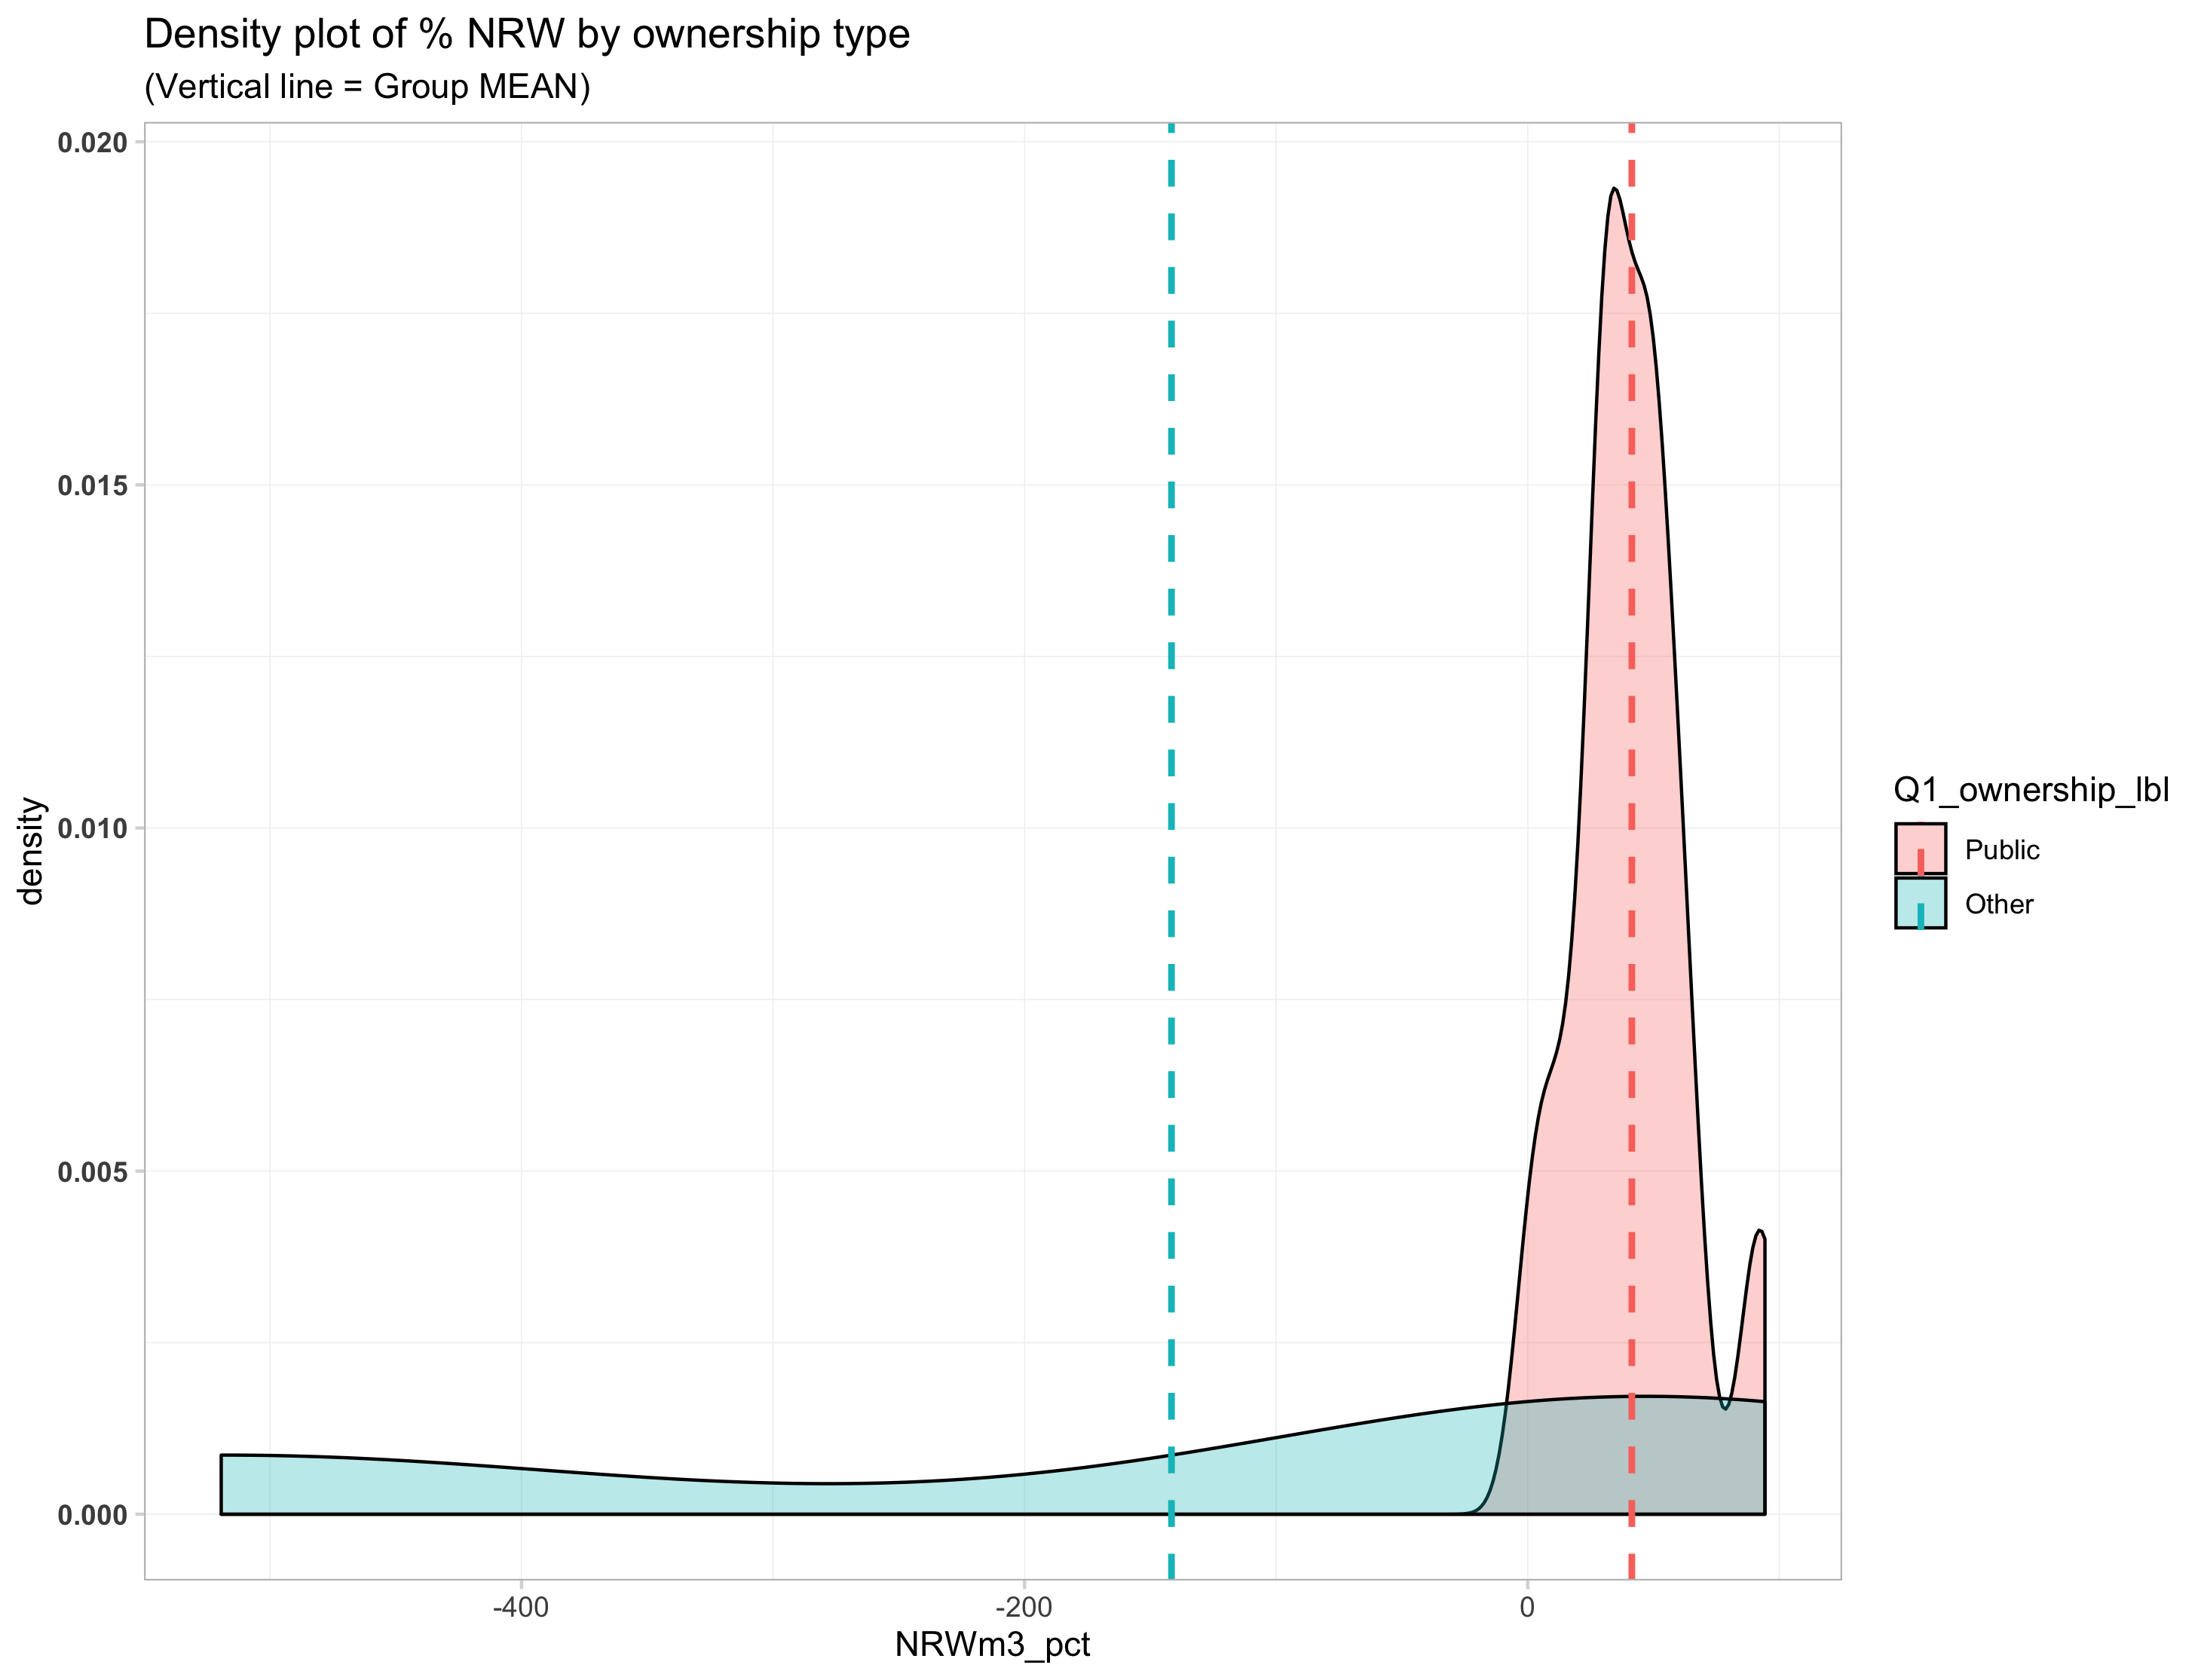 Density plot of % NRW by ownership type
(Vertical line = Group MEAN)
0.020
0.015
0.010
0.005
0.000
density
-400
-200
0
NRWm3_pct
Q1_ownership_lbl
Public
Other